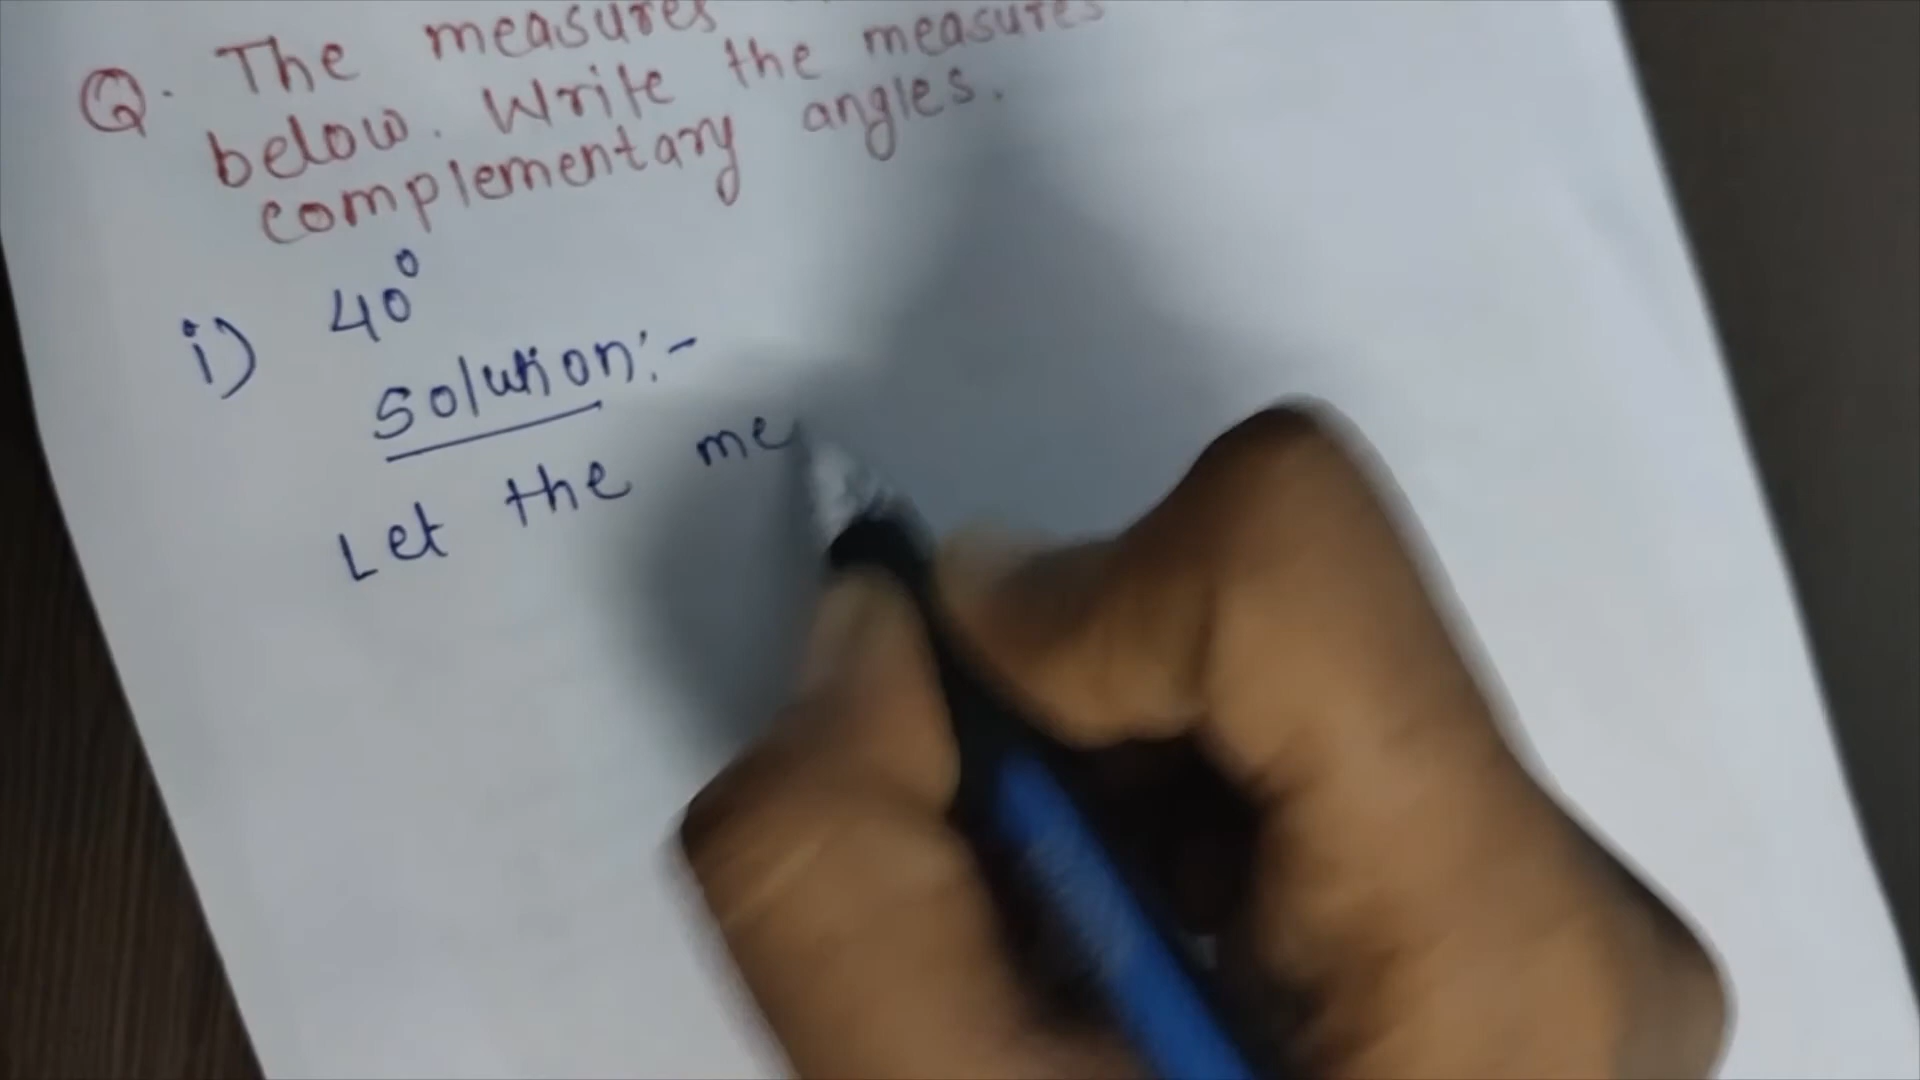 Q. The measures
below. Write the measures
complementary angles.
i) 40°
Solution:-
Let the me